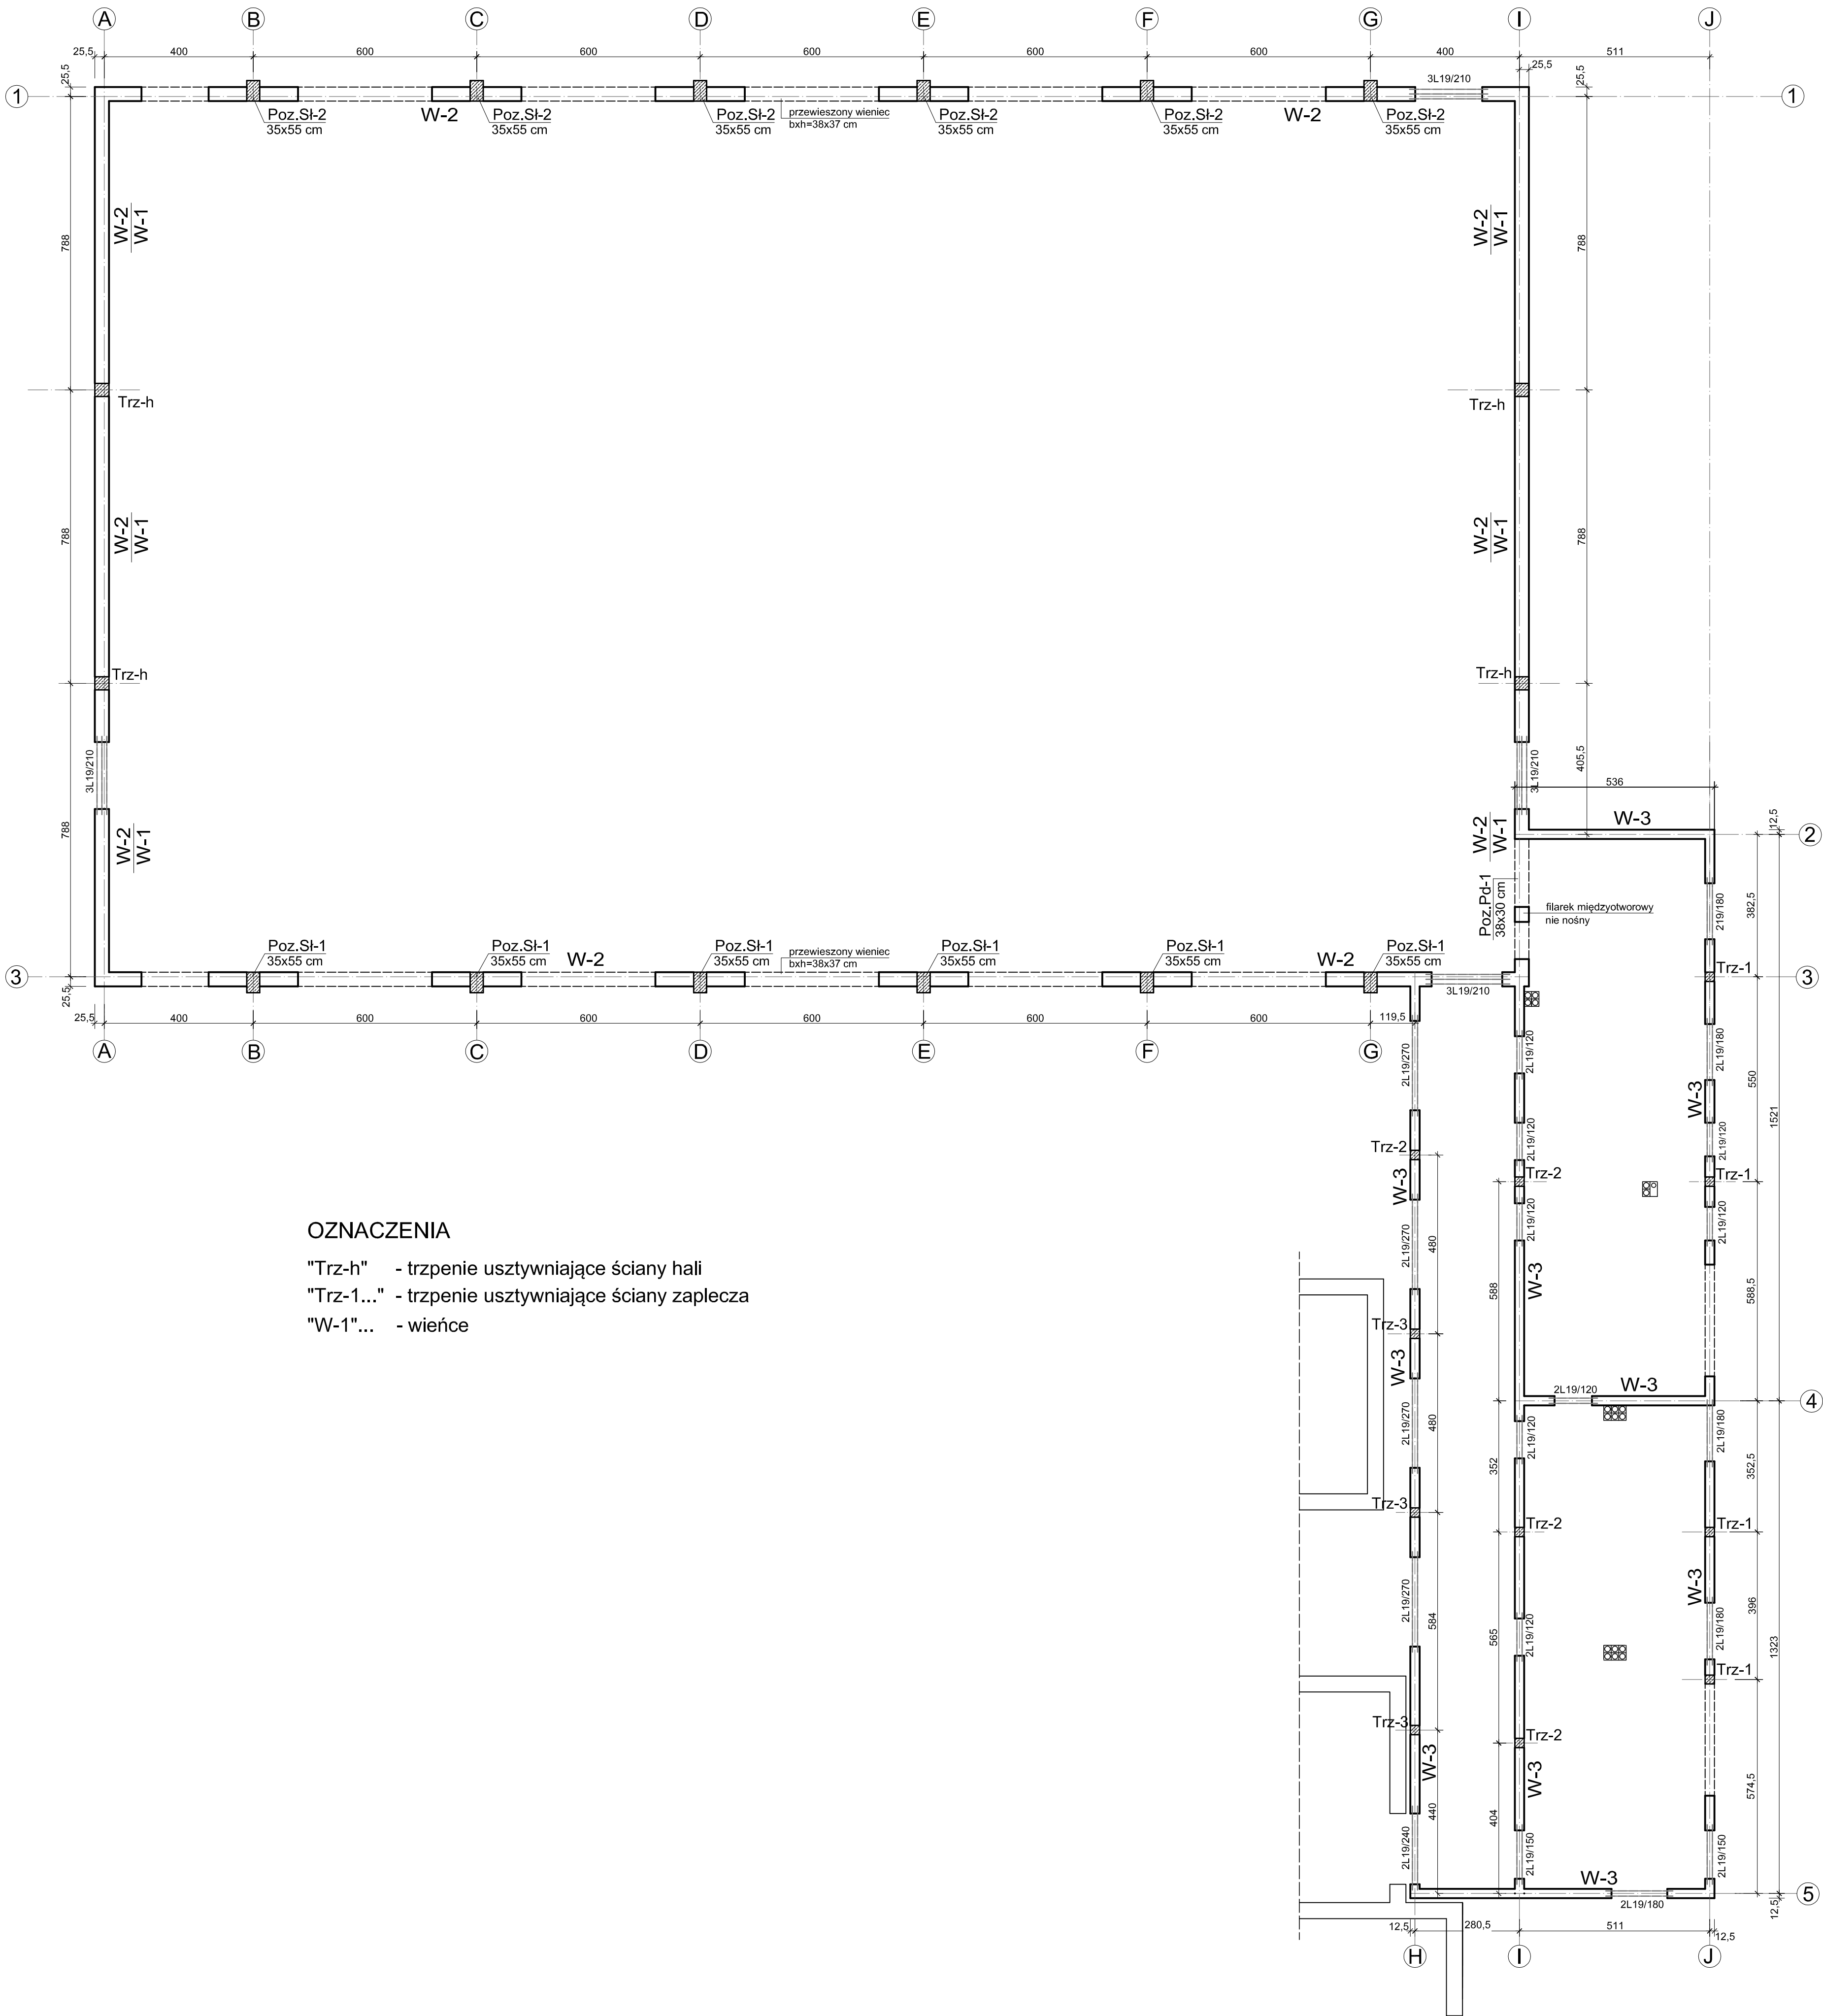 A B C D E F G I J
25,5 400 600 600 600 600 600 400 511
25,5 25,5 25,5
3L19/210
1 1
Poz.Sł-2 Poz.Sł-2 Poz.Sł-2 Poz.Sł-2 Poz.Sł-2 Poz.Sł-2
35x55 cm 35x55 cm 35x55 cm 35x55 cm 35x55 cm 35x55 cm
W-2 W-2
przewieszony wieniec
bxh=38x37 cm
W-2
W-1
W-2
W-1
788 788
Trz-h Trz-h
W-2
W-1
W-2
W-1
788 788
Trz-h Trz-h
3L19/210 3L19/210
405,5
536
788
W-2
W-1
W-2
W-1
W-3
12,5
2
Poz.Pd-1
38x30 cm
filarek międzyotworowy
nie nośny
2l9/180
382,5
Poz.Sł-1 Poz.Sł-1 Poz.Sł-1 Poz.Sł-1 Poz.Sł-1 Poz.Sł-1
35x55 cm 35x55 cm 35x55 cm 35x55 cm 35x55 cm 35x55 cm
W-2 W-2
przewieszony wieniec
bxh=38x37 cm
3 3
Trz-1
25,5
3L19/210
25,5 400 600 600 600 600 600 119,5
A B C D E F G
2L19/270 2L19/120 2L19/180
550
W-3
1521
2L19/120 2L19/120
Trz-2 Trz-2 Trz-1
W-3
2L19/120 2L19/120
2L19/270
480
588
W-3
588,5
OZNACZENIA
"Trz-h" - trzpenie usztywniające ściany hali
"Trz-1..." - trzpenie usztywniające ściany zaplecza
"W-1"... - wieńce
Trz-3
W-3
2L19/120 W-3
4
2L19/270
480
2L19/120 2L19/180
352 352,5
Trz-3
Trz-2 Trz-1
2L19/270
584
W-3
396
565
2L19/120 2L19/180
1323
Trz-1
Trz-3
Trz-2
W-3
W-3
574,5
440
404
2L19/240 2L19/150 2L19/150
W-3
5
2L19/180
12,5
12,5 280,5 511 12,5
H I J